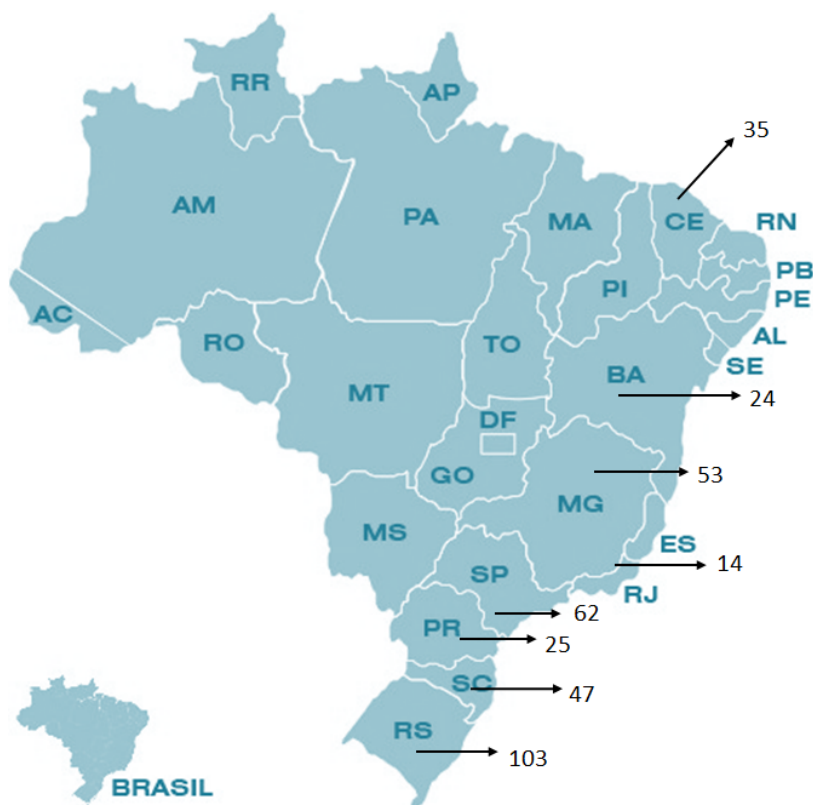 RR
AP
35
AM
PA
MA
CE
RN
PI
PB
PE
AC
RO
TO
AL
SE
BA
MT
24
DF
GO
53
MG
MS
ES
14
SP
RJ
62
PR
25
SC
47
RS
103
BRASIL